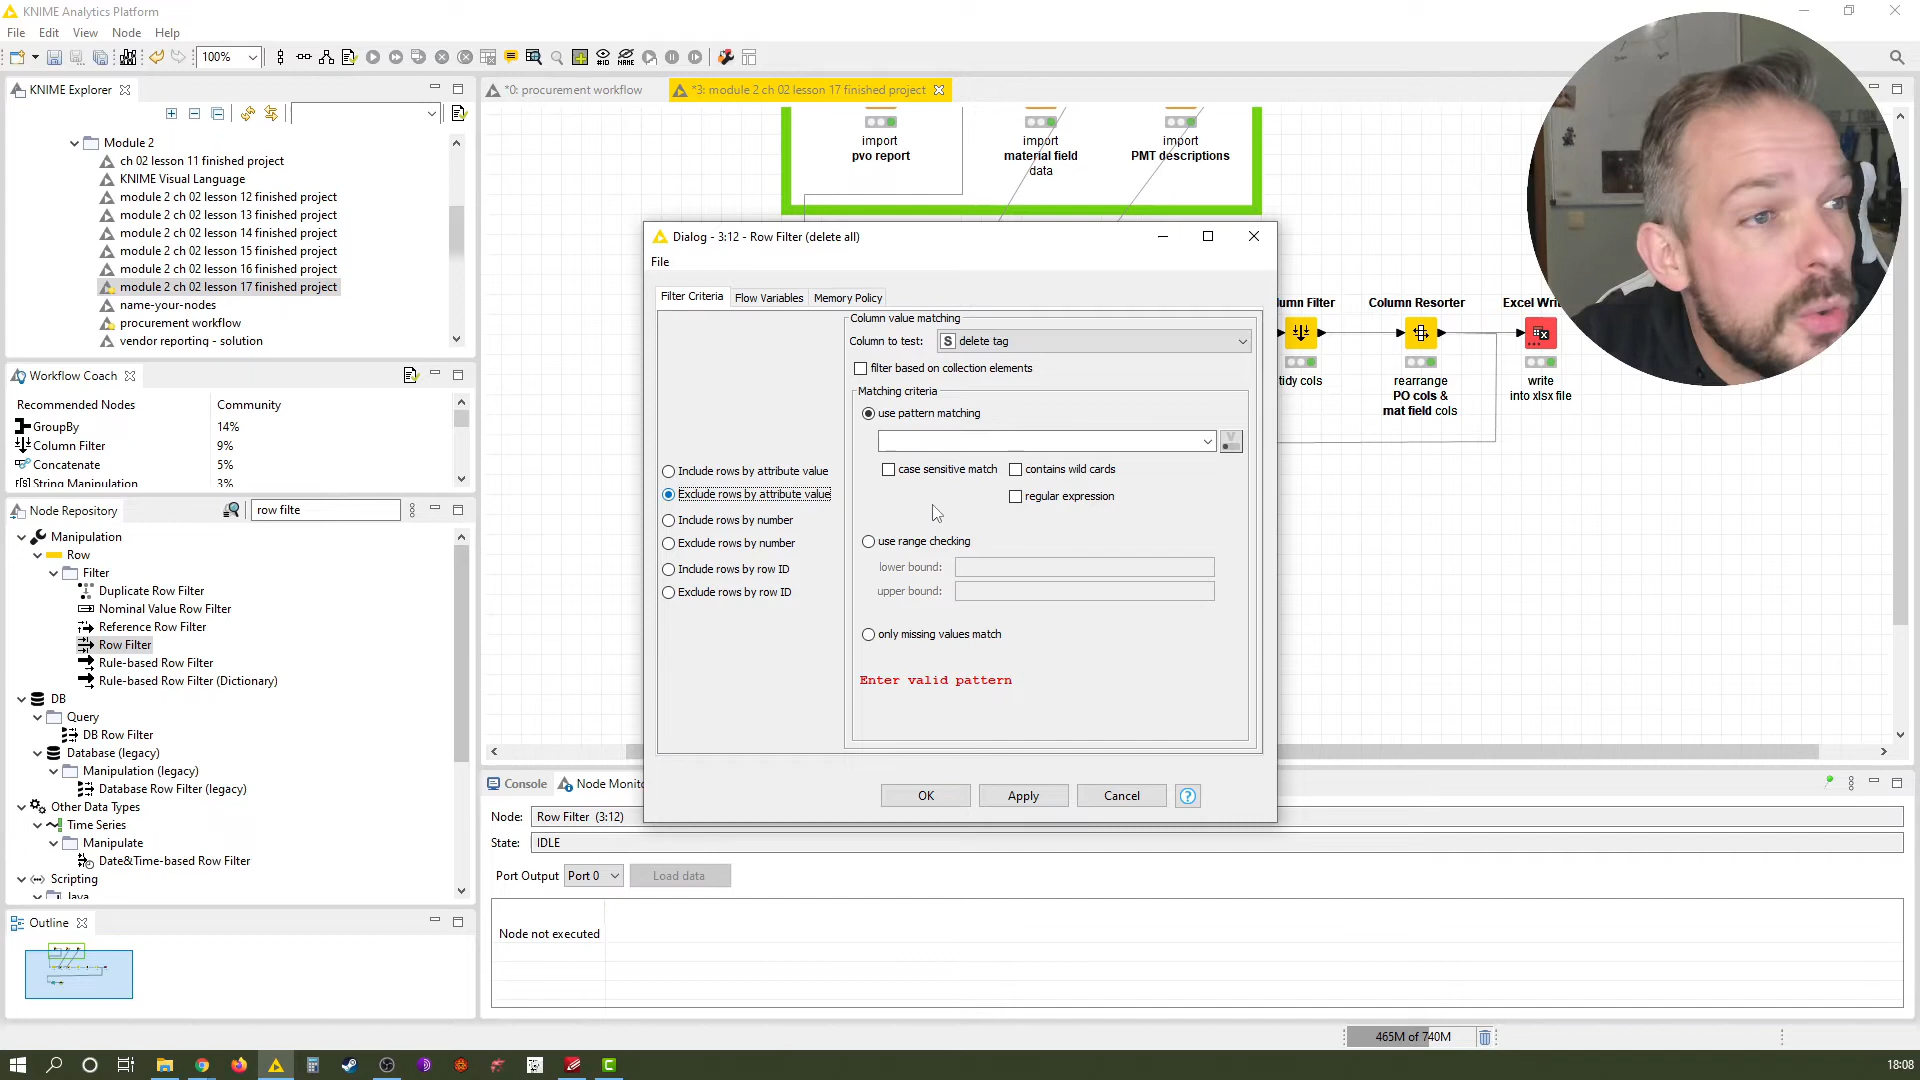 KNIME Analytics Platform
File Edit View Node Help
100%
KNIME Explorer
*0: procurement workflow
*3: module 2 ch 02 lesson 17 finished project
Module 2
ch 02 lesson 11 finished project
KNIME Visual Language
module 2 ch 02 lesson 12 finished project
module 2 ch 02 lesson 13 finished project
module 2 ch 02 lesson 14 finished project
module 2 ch 02 lesson 15 finished project
module 2 ch 02 lesson 16 finished project
module 2 ch 02 lesson 17 finished project
name-your-nodes
procurement workflow
vendor reporting - solution
Workflow Coach
Recommended Nodes Community
GroupBy 14%
Column Filter 9%
Concatenate 5%
String Manipulation 3%
Node Repository
row filte
Manipulation
Row
Filter
Duplicate Row Filter
Nominal Value Row Filter
Reference Row Filter
Row Filter
Rule-based Row Filter
Rule-based Row Filter (Dictionary)
DB
Query
DB Row Filter
Database (legacy)
Manipulation (legacy)
Database Row Filter (legacy)
Other Data Types
Time Series
Manipulate
Date&Time-based Row Filter
Scripting
Java
Outline
import
pvo report
import
material field
data
import
PMT descriptions
Column Resorter
tidy cols
rearrange
PO cols &
mat field cols
write
into xlsx file
Dialog - 3:12 - Row Filter (delete all)
File
Filter Criteria Flow Variables Memory Policy
Include rows by attribute value
Exclude rows by attribute value
Include rows by number
Exclude rows by number
Include rows by row ID
Exclude rows by row ID
Column value matching
Column to test: S delete tag
filter based on collection elements
Matching criteria
use pattern matching
case sensitive match contains wild cards
regular expression
use range checking
lower bound:
upper bound:
only missing values match
Enter valid pattern
OK Apply Cancel
Console
Node: Row Filter (3:12)
State: IDLE
Port Output Port 0 Load data
Node not executed
465M of 740M
18:08